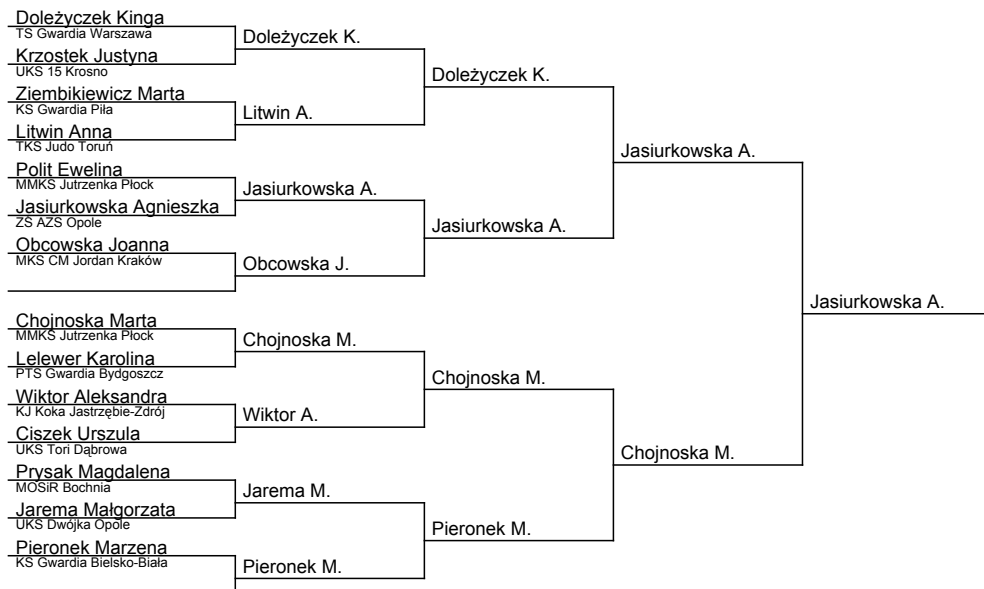 Doleżyczek Kinga
TS Gwardia Warszawa
Doleżyczek K.
Krzostek Justyna
UKS 15 Krosno
Doleżyczek K.
Ziembikiewicz Marta
KS Gwardia Piła
Litwin A.
Litwin Anna
TKS Judo Toruń
Jasiurkowska A.
Polit Ewelina
MMKS Jutrzenka Płock
Jasiurkowska A.
Jasiurkowska Agnieszka
ZŚ AZS Opole
Jasiurkowska A.
Obcowska Joanna
MKS CM Jordan Kraków
Obcowska J.
Jasiurkowska A.
Chojnoska Marta
MMKS Jutrzenka Płock
Chojnoska M.
Lelewer Karolina
PTS Gwardia Bydgoszcz
Chojnoska M.
Wiktor Aleksandra
KJ Koka Jastrzębie-Zdrój
Wiktor A.
Ciszek Urszula
UKS Tori Dąbrowa
Chojnoska M.
Prysak Magdalena
MOSiR Bochnia
Jarema M.
Jarema Małgorzata
UKS Dwójka Opole
Pieronek M.
Pieronek Marzena
KS Gwardia Bielsko-Biała
Pieronek M.